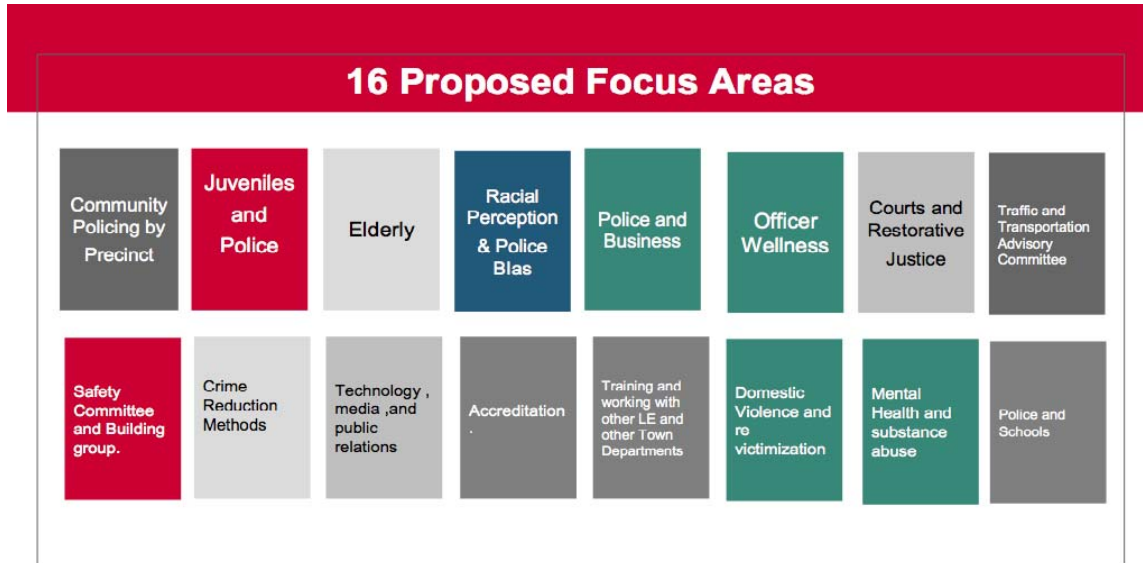 16 Proposed Focus Areas
Community
Policing by
Precinct
Juveniles
and
Police
Elderly
Racial
Perception
& Police
BIas
Police and
Business
Officer
Wellness
Courts and
Restorative
Justice
Traffic and
Transportation
Advisory
Committee
Safety
Committee
and Building
group.
Crime
Reduction
Methods
Technology ,
media ,and
public
relations
Accreditation
.
Training and
working with
other LE and
other Town
Departments
Domestic
Violence and
re
victimization
Mental
Health and
substance
abuse
Police and
Schools